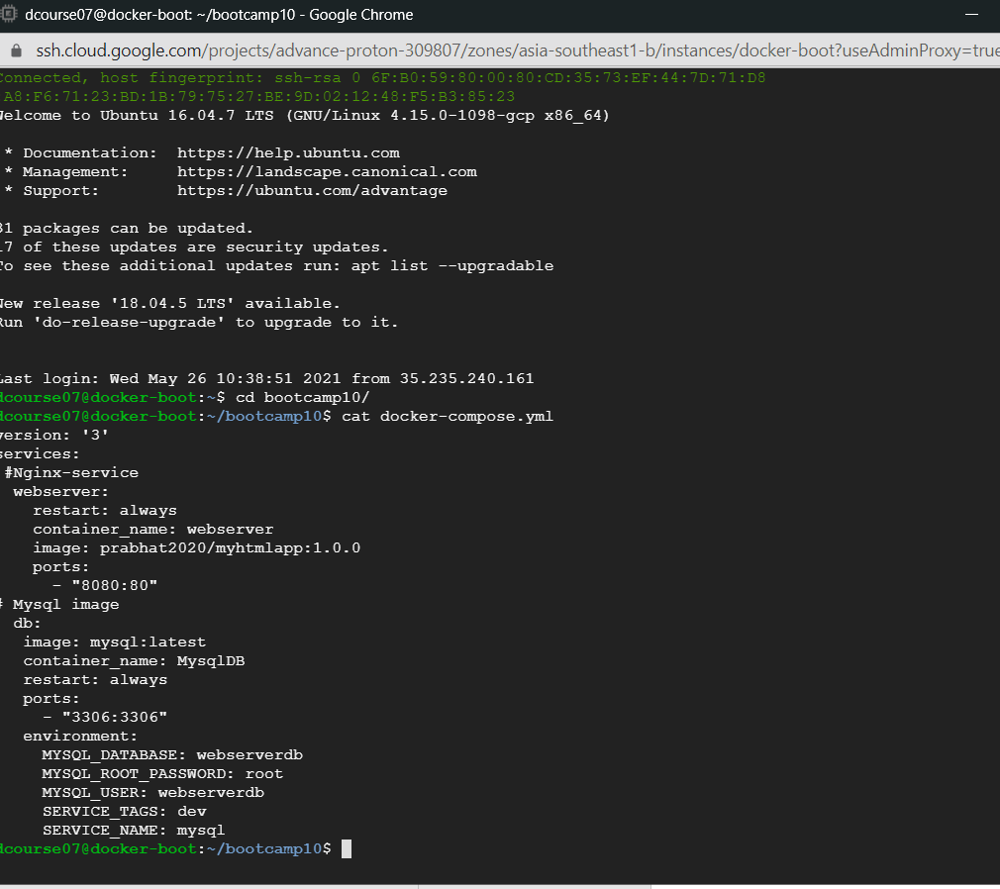 dcourse07@docker-boot: ~/bootcamp10 - Google Chrome
ssh.cloud.google.com/projects/advance-proton-309807/zones/asia-southeast1-b/instances/docker-boot?useAdminProxy=true
Connected, host fingerprint: ssh-rsa 0 6F:B0:59:80:00:80:CD:35:73:EF:44:7D:71:D8
:A8:F6:71:23:BD:1B:79:75:27:BE:9D:02:12:48:F5:B3:85:23
Welcome to Ubuntu 16.04.7 LTS (GNU/Linux 4.15.0-1098-gcp x86_64)
* Documentation:  https://help.ubuntu.com
* Management:     https://landscape.canonical.com
* Support:        https://ubuntu.com/advantage
31 packages can be updated.
17 of these updates are security updates.
To see these additional updates run: apt list --upgradable
New release '18.04.5 LTS' available.
Run 'do-release-upgrade' to upgrade to it.
Last login: Wed May 26 10:38:51 2021 from 35.235.240.161
dcourse07@docker-boot:~$ cd bootcamp10/
dcourse07@docker-boot:~/bootcamp10$ cat docker-compose.yml
version: '3'
services:
 #Nginx-service
  webserver:
    restart: always
    container_name: webserver
    image: prabhat2020/myhtmlapp:1.0.0
    ports:
      - "8080:80"
# Mysql image
  db:
   image: mysql:latest
   container_name: MysqlDB
   restart: always
   ports:
     - "3306:3306"
   environment:
     MYSQL_DATABASE: webserverdb
     MYSQL_ROOT_PASSWORD: root
     MYSQL_USER: webserverdb
     SERVICE_TAGS: dev
     SERVICE_NAME: mysql
dcourse07@docker-boot:~/bootcamp10$